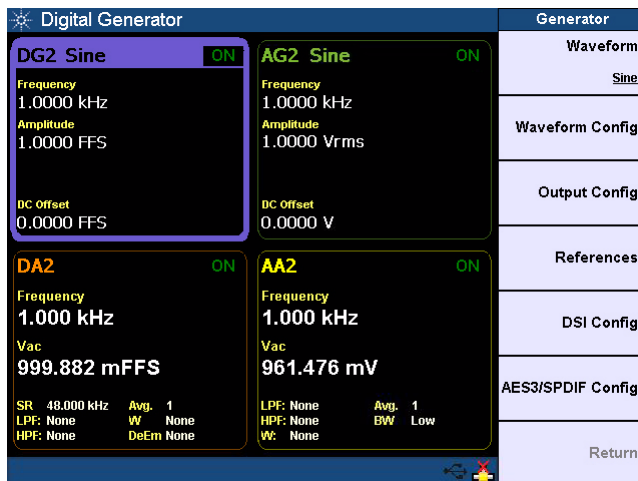 Digital Generator
DG2 Sine ON
Frequency
1.0000 kHz
Amplitude
1.0000 FFS
DC Offset
0.0000 FFS
AG2 Sine ON
Frequency
1.0000 kHz
Amplitude
1.0000 Vrms
DC Offset
0.0000 V
DA2 ON
Frequency
1.000 kHz
Vac
999.882 mFFS
SR 48.000 kHz Avg. 1
LPF: None W None
HPF: None DeEm None
AA2 ON
Frequency
1.000 kHz
Vac
961.476 mV
LPF: None Avg. 1
HPF: None BW Low
W: None
Generator
Waveform
Sine
Waveform Config
Output Config
References
DSI Config
AES3/SPDIF Config
Return